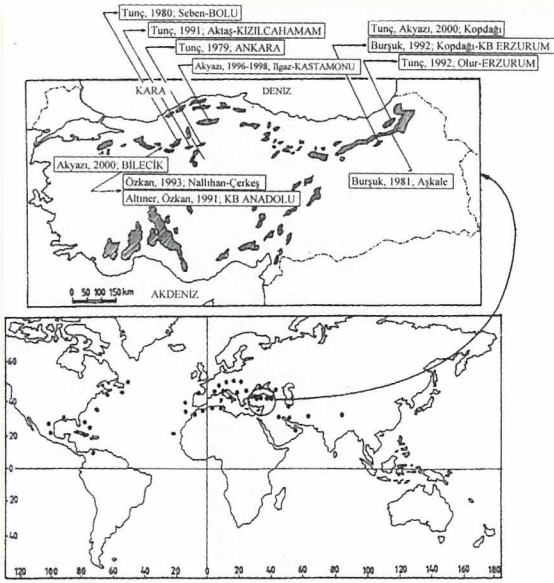 Tunç, 1980; Seben-BOLU
Tunç, 1991; Aktaş-KIZILCAHAMAM
Tunç, 1979; ANKARA
Akyazı, 1996-1998; Ilgaz-KASTAMONU
Tunç, Akyazı, 2000; Kopdağı
Burşuk, 1992; Kopdağı-KB ERZURUM
Tunç, 1992, Olur-ERZURUM
KARA DENİZ
Akyazı, 2000; BİLECİK
Özkan, 1993; Nallıhan-Çerkeş
Altıner, Özkan, 1991; KB ANADOLU
Burşuk, 1981; Aşkale
0 50 100 150 km
AKDENİZ
60
40
20
0
20
40
120 100 80 60 40 20 0 20 40 60 80 100 120 140 160 180